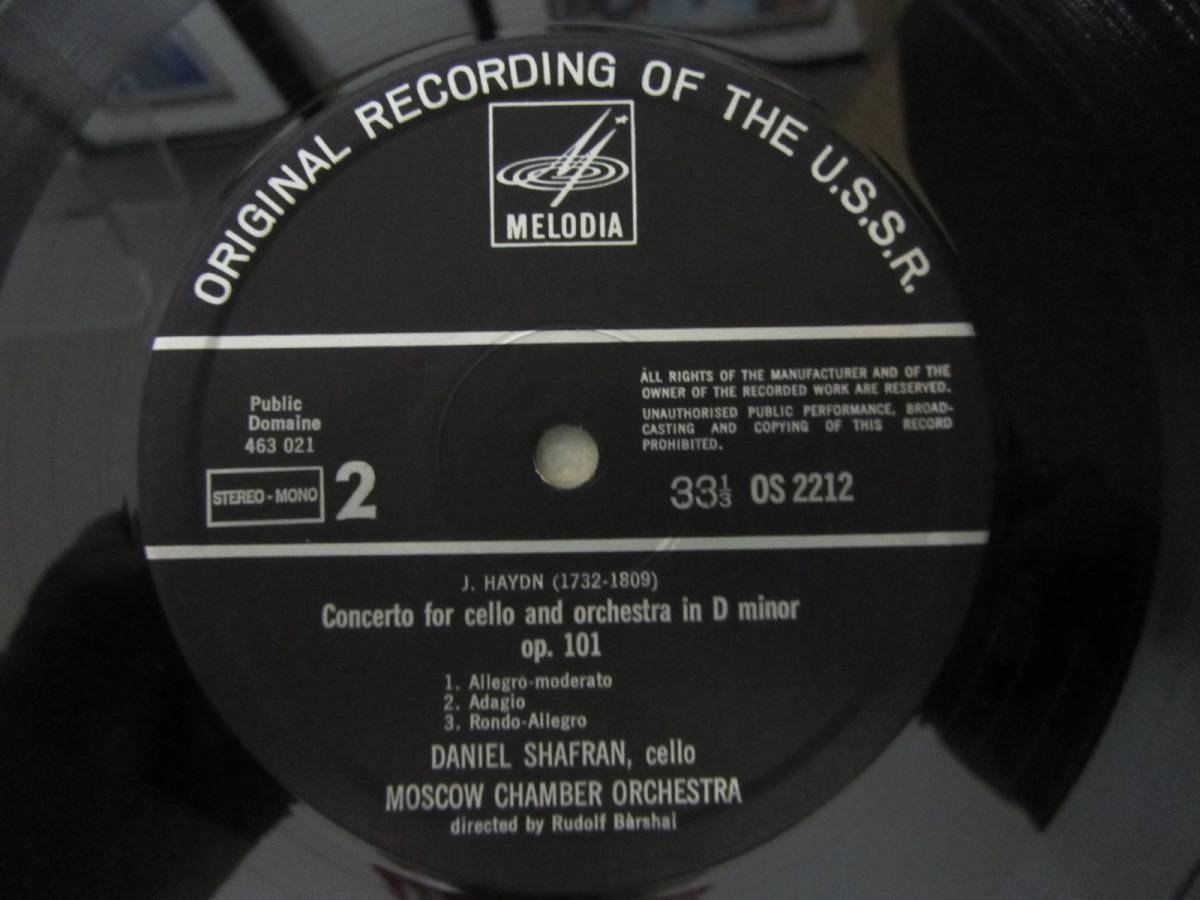 ORIGINAL RECORDING OF THE U.S.S.R.
MELODIA
Public
Domaine
463 021
STEREO-MONO
2
ALL RIGHTS OF THE MANUFACTURER AND OF THE
OWNER OF THE RECORDED WORK ARE RESERVED.
UNAUTHORISED PUBLIC PERFORMANCE, BROAD-
CASTING AND COPYING OF THIS RECORD
PROHIBITED.
33⅓ OS 2212
J. HAYDN (1732-1809)
Concerto for cello and orchestra in D minor
op. 101
1. Allegro-moderato
2. Adagio
3. Rondo-Allegro
DANIEL SHAFRAN, cello
MOSCOW CHAMBER ORCHESTRA
directed by Rudolf Bàrshai